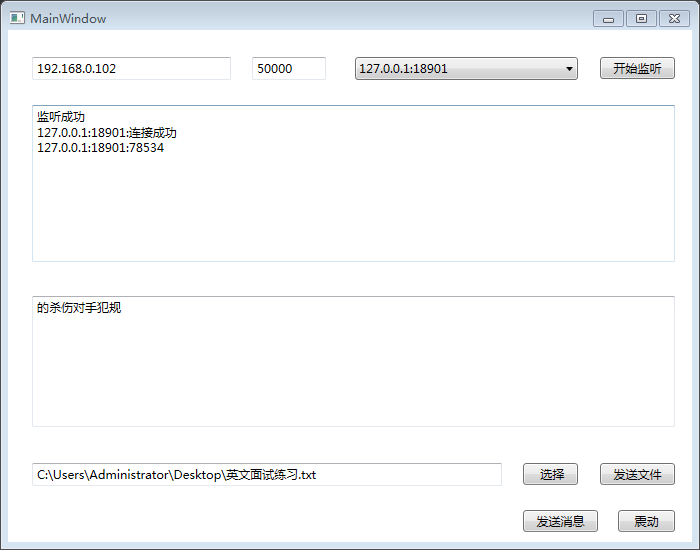 MainWindow
192.168.0.102 50000 127.0.0.1:18901 开始监听
监听成功
127.0.0.1:18901:连接成功
127.0.0.1:18901:78534
的杀伤对手犯规
C:\Users\Administrator\Desktop\英文面试练习.txt 选择 发送文件
发送消息 震动